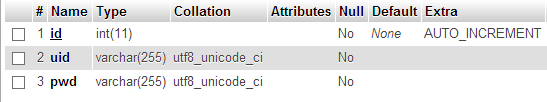 # Name Type Collation Attributes Null Default Extra
1 id int(11) No None AUTO_INCREMENT
2 uid varchar(255) utf8_unicode_ci No
3 pwd varchar(255) utf8_unicode_ci No